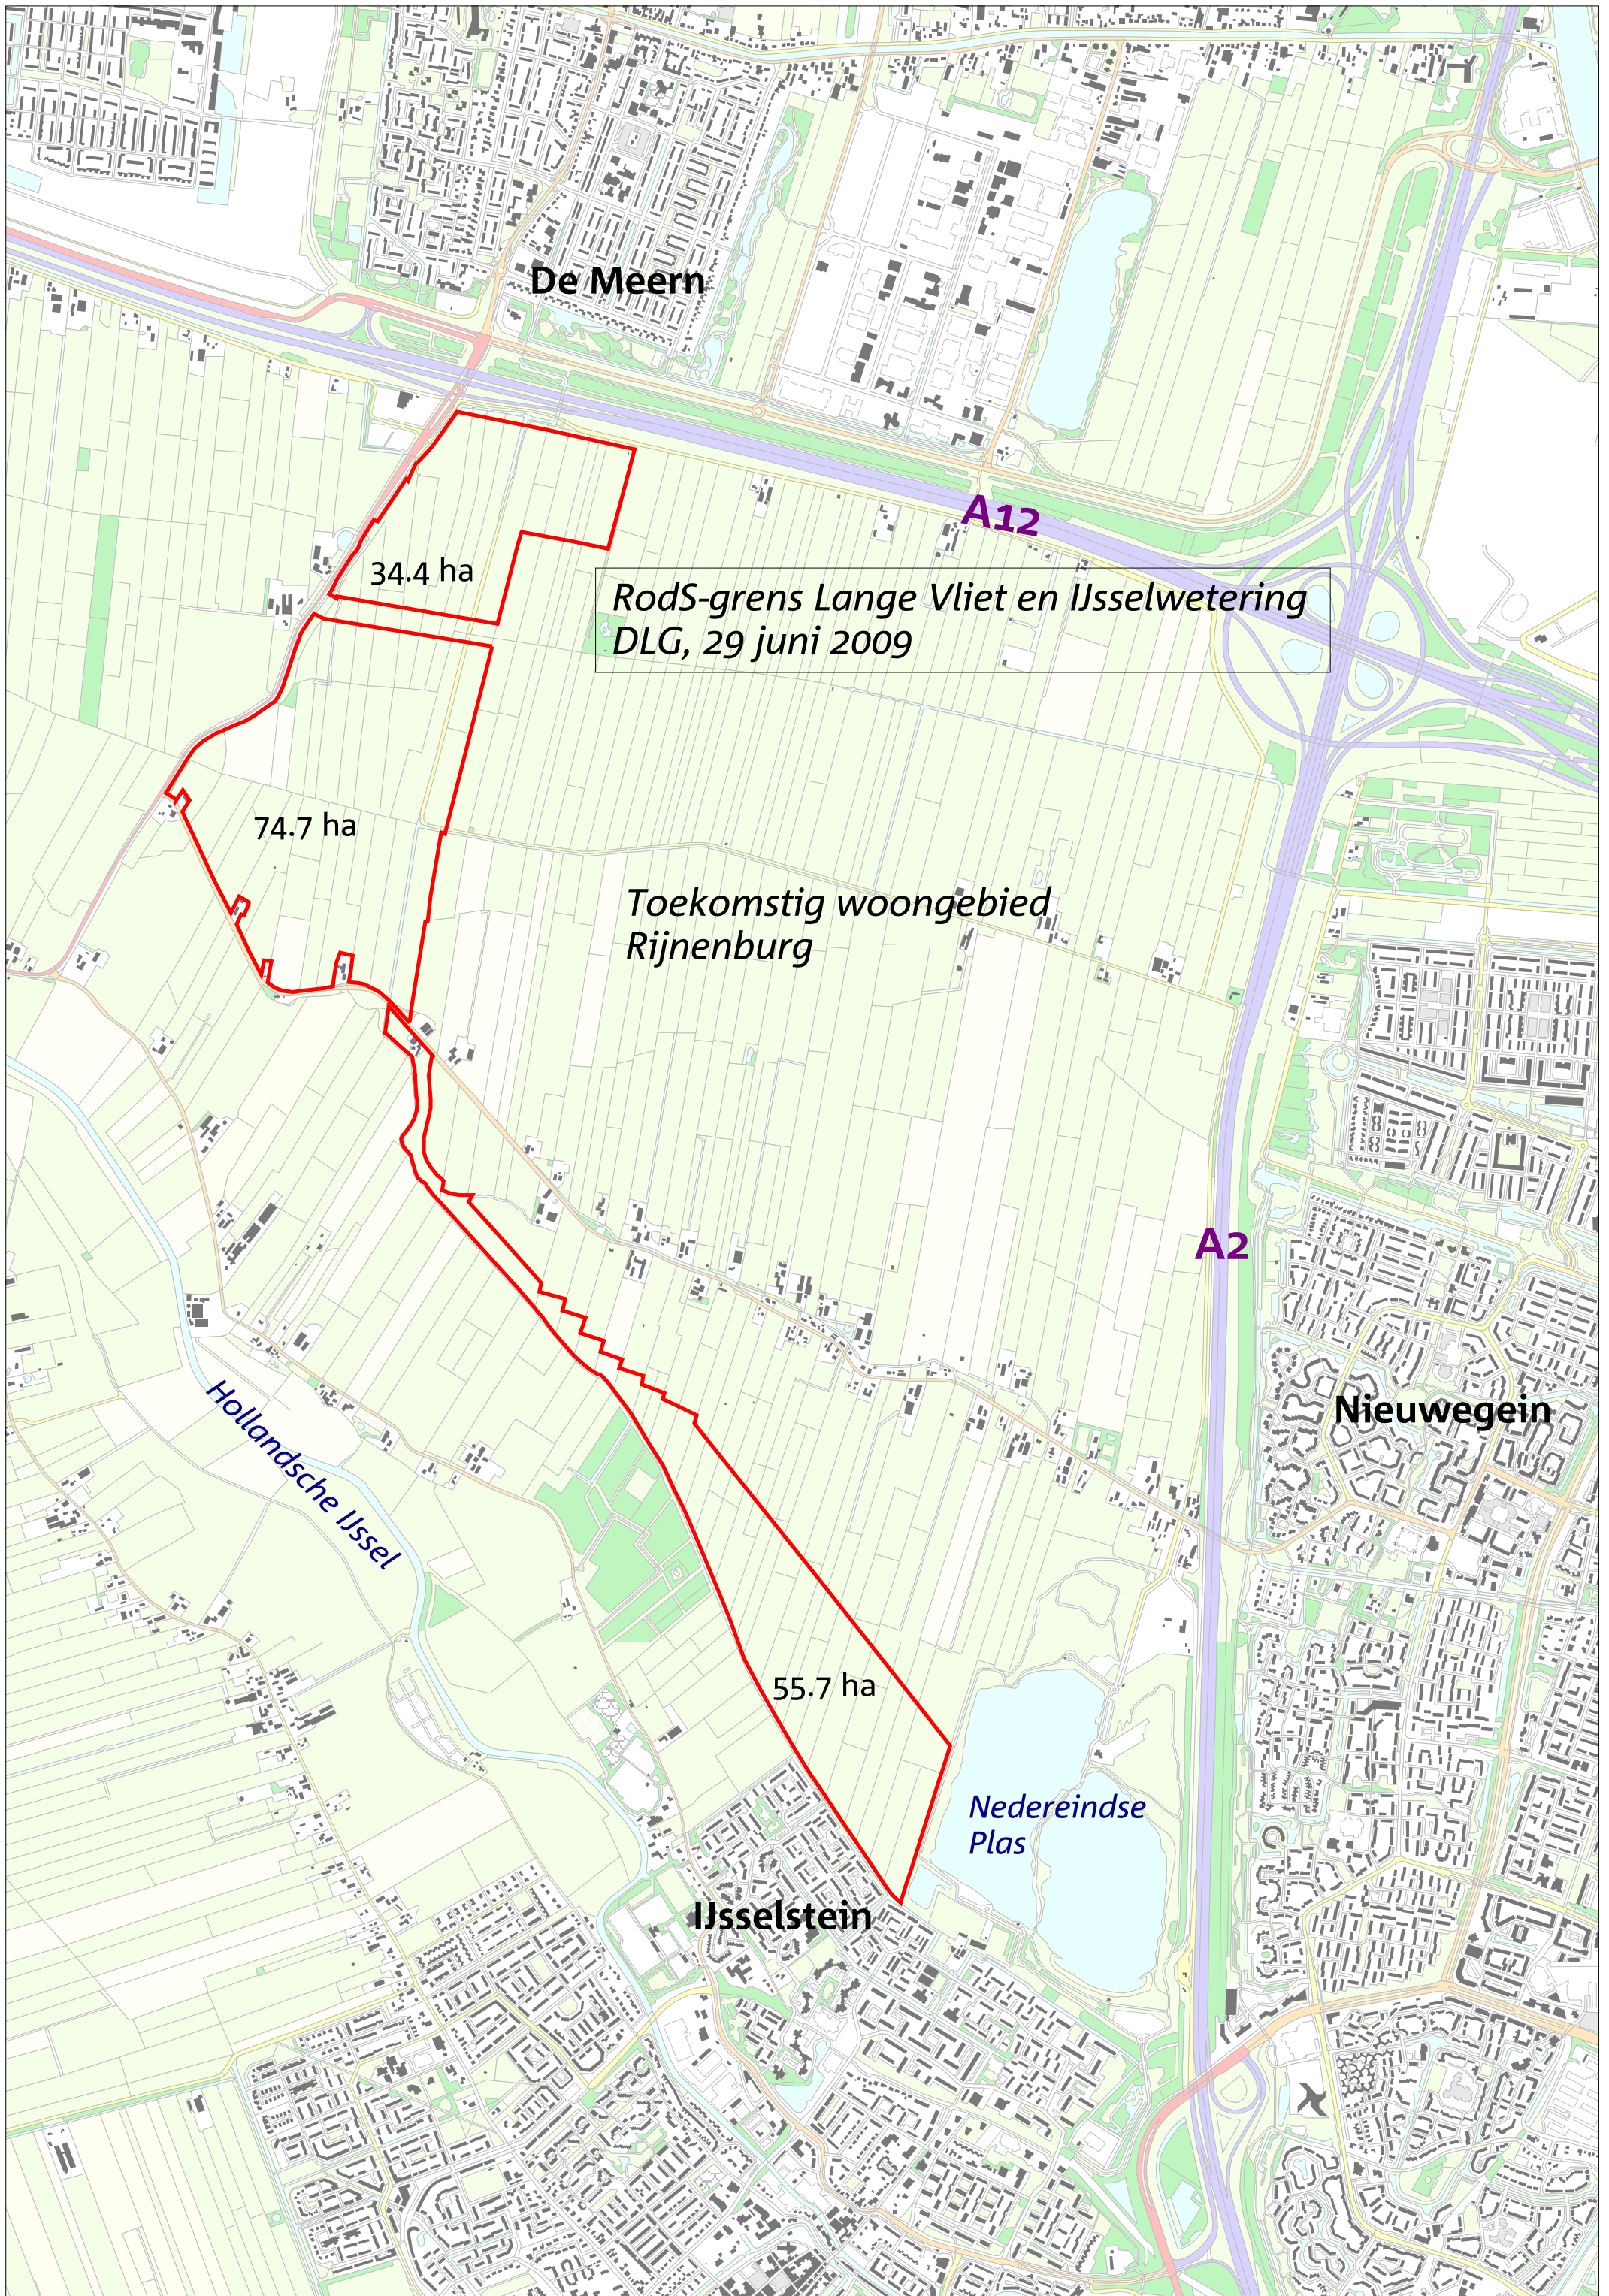 De Meern
A12
34.4 ha
RodS-grens Lange Vliet en IJsselwetering
DLG, 29 juni 2009
74.7 ha
Toekomstig woongebied
Rijnenburg
A2
Hollandsche IJssel
Nieuwegein
55.7 ha
Nedereindse
Plas
IJsselstein